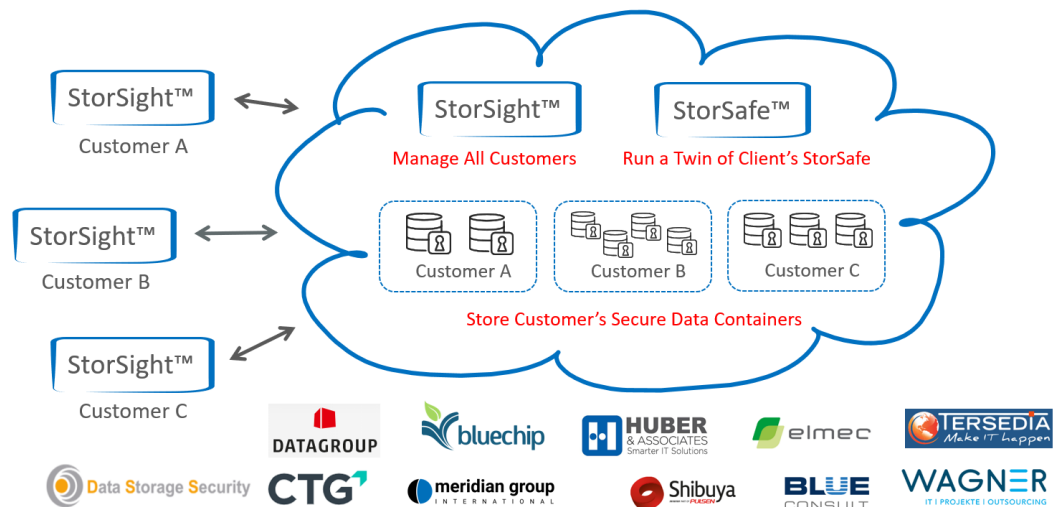 StorSight™
Customer A
StorSight™
Customer B
StorSight™
Customer C
StorSight™
Manage All Customers
StorSafe™
Run a Twin of Client's StorSafe
Customer A
Customer B
Customer C
Store Customer's Secure Data Containers
DATAGROUP
bluechip
HUBER
& ASSOCIATES
Smarter IT Solutions
elmec
TERSEDIA
Make IT happen
Data Storage Security
CTG
meridian group
INTERNATIONAL
Shibuya
PULSEN
BLUE
CONSULT
WAGNER
IT | PROJEKTE | OUTSOURCING